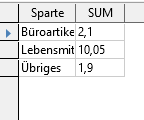 Sparte SUM
Büroartike 2,1
Lebensmit 10,05
Übriges 1,9